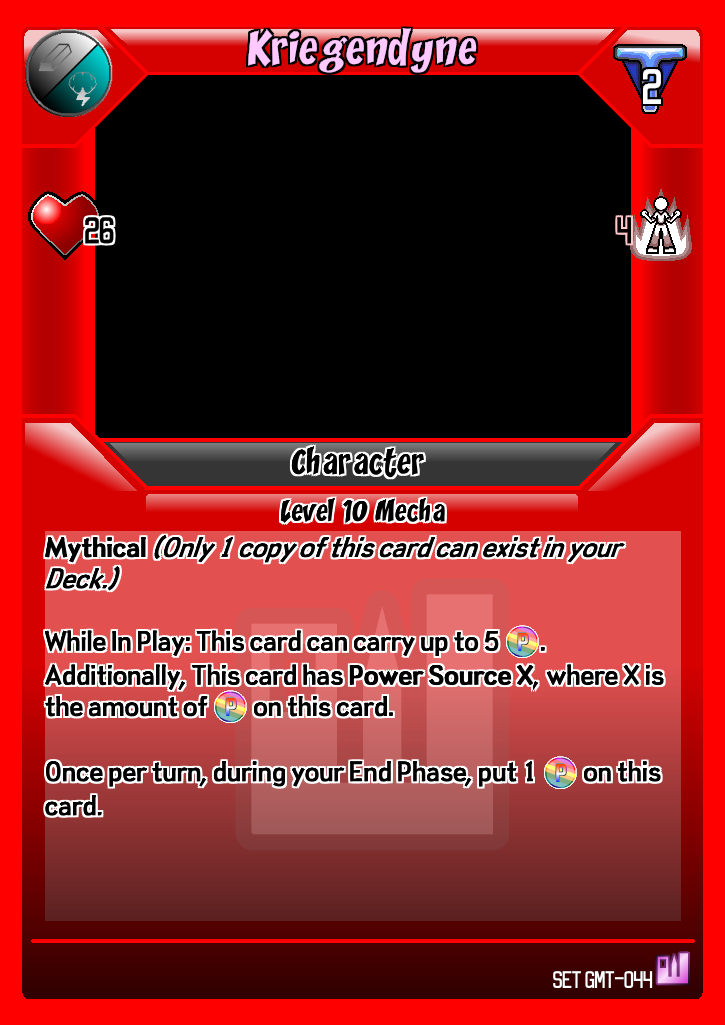 Kriegendyne
2
26
4
Character
Level 10 Mecha
Mythical (Only 1 copy of this card can exist in your
Deck.)
While In Play: This card can carry up to 5 P.
Additionally, This card has Power Source X, where X is
the amount of P on this card.
Once per turn, during your End Phase, put 1 P on this
card.
SET GMT-044